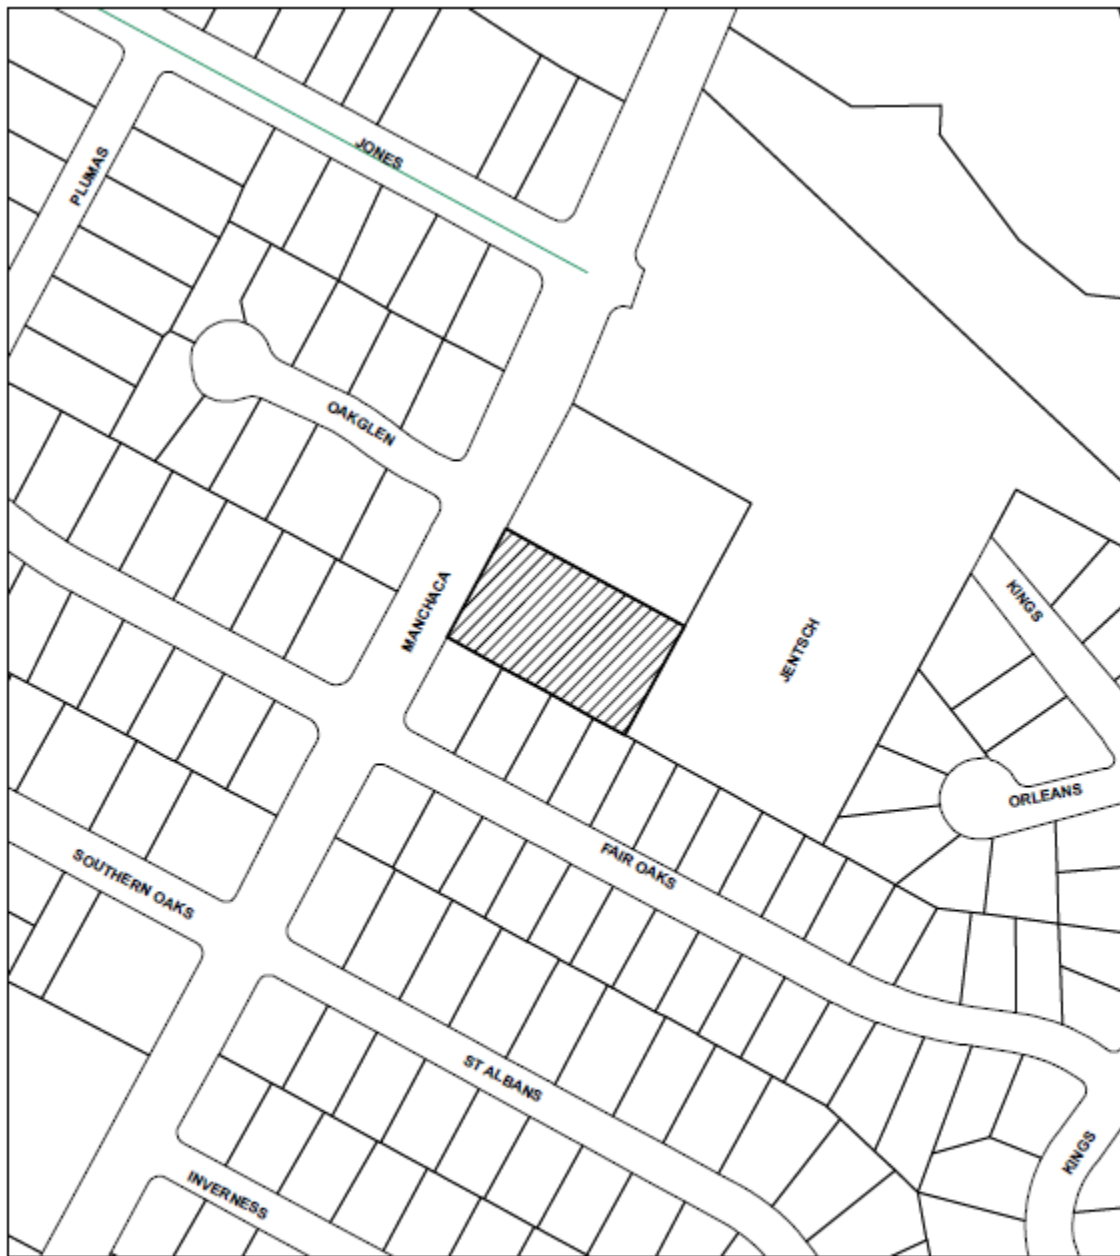 JONES
PLUMAS
OAKGLEN
MANCHACA
KINGS
JENTSCH
ORLEANS
FAIR OAKS
SOUTHERN OAKS
ST ALBANS
KINGS
INVERNESS